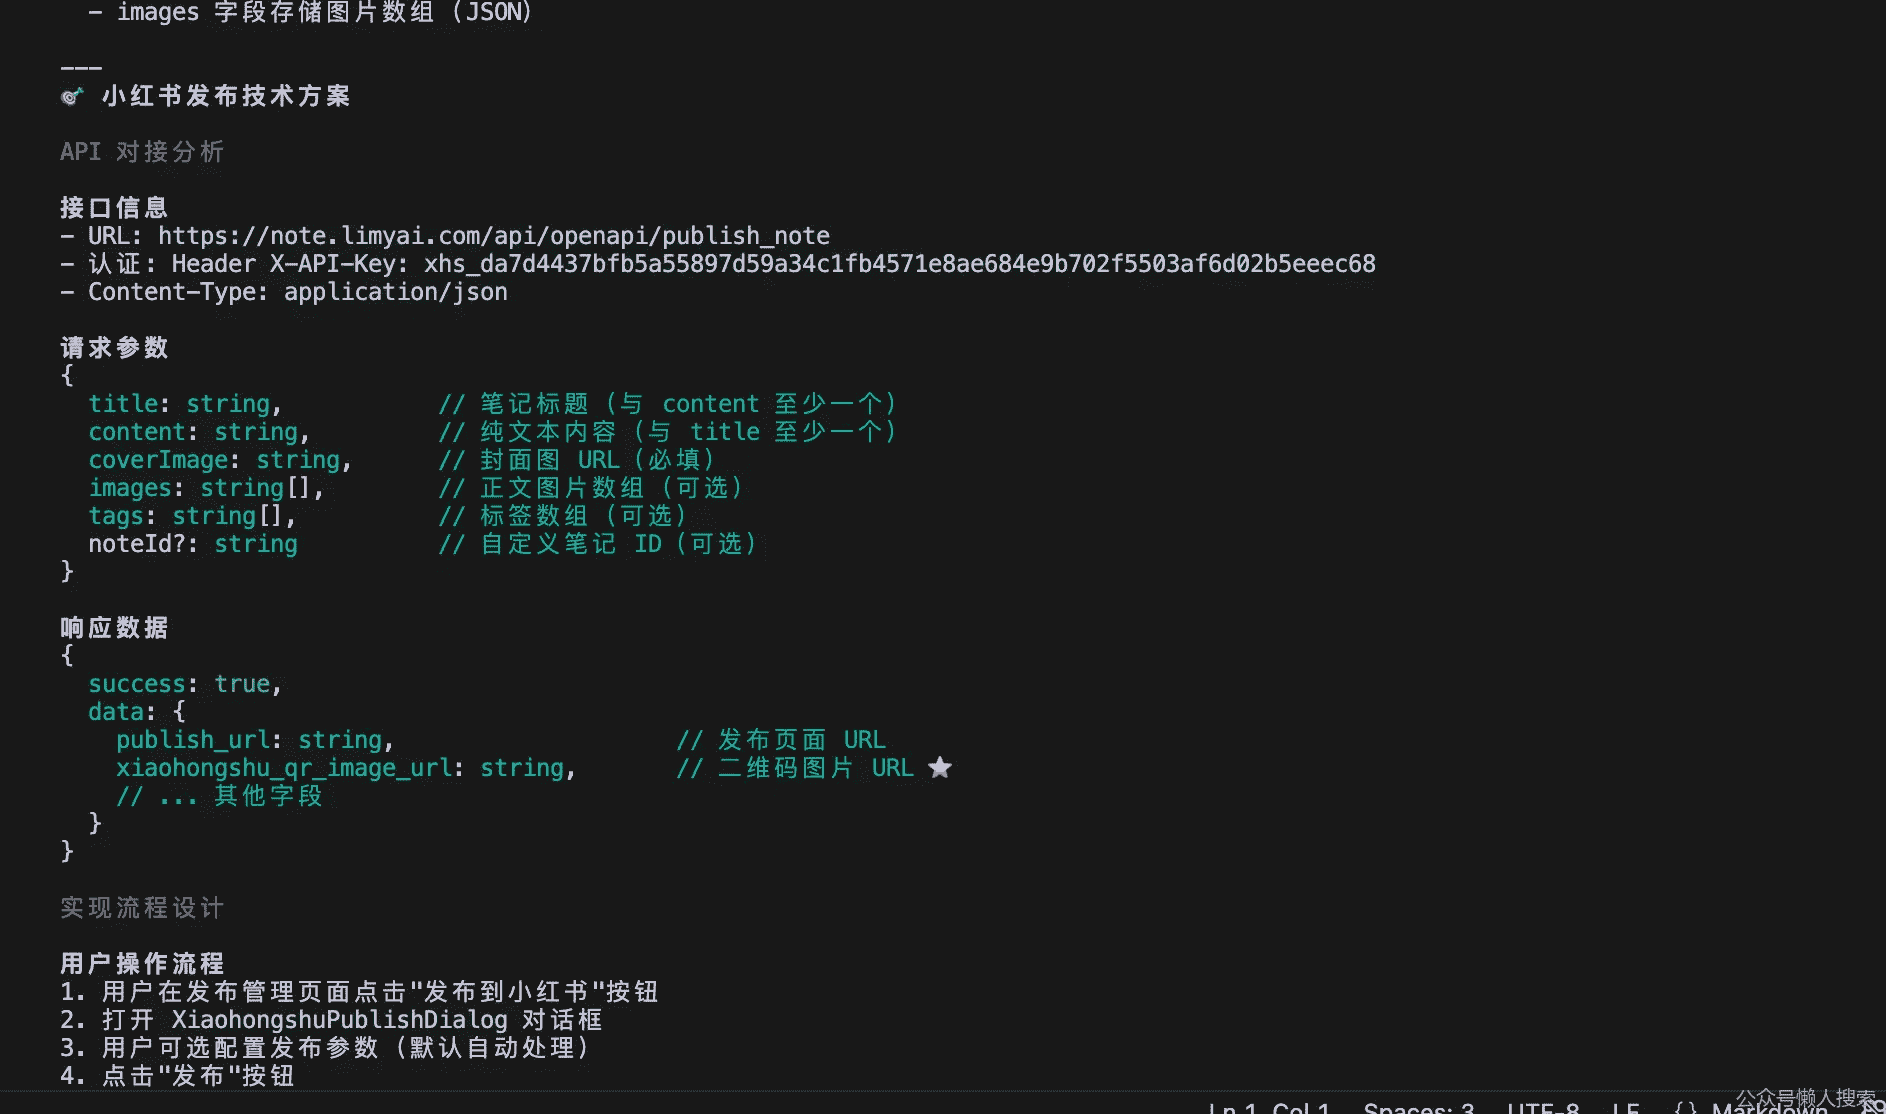 - images 字段存储图片数组（JSON）
---
🎯 小红书发布技术方案
API 对接分析
接口信息
- URL: https://note.limyai.com/api/openapi/publish_note
- 认证: Header X-API-Key: xhs_da7d4437bfb5a55897d59a34c1fb4571e8ae684e9b702f5503af6d02b5eeec68
- Content-Type: application/json
请求参数
{
title: string, // 笔记标题（与 content 至少一个）
content: string, // 纯文本内容（与 title 至少一个）
coverImage: string, // 封面图 URL（必填）
images: string[], // 正文图片数组（可选）
tags: string[], // 标签数组（可选）
noteId?: string // 自定义笔记 ID（可选）
}
响应数据
{
success: true,
data: {
publish_url: string, // 发布页面 URL
xiaohongshu_qr_image_url: string, // 二维码图片 URL ⭐
// ... 其他字段
}
}
实现流程设计
用户操作流程
1. 用户在发布管理页面点击"发布到小红书"按钮
2. 打开 XiaohongshuPublishDialog 对话框
3. 用户可选配置发布参数（默认自动处理）
4. 点击"发布"按钮
Ln 1, Col 1 Spaces: 3 UTF-8 LF {} Markdown
公众号懒人搜索